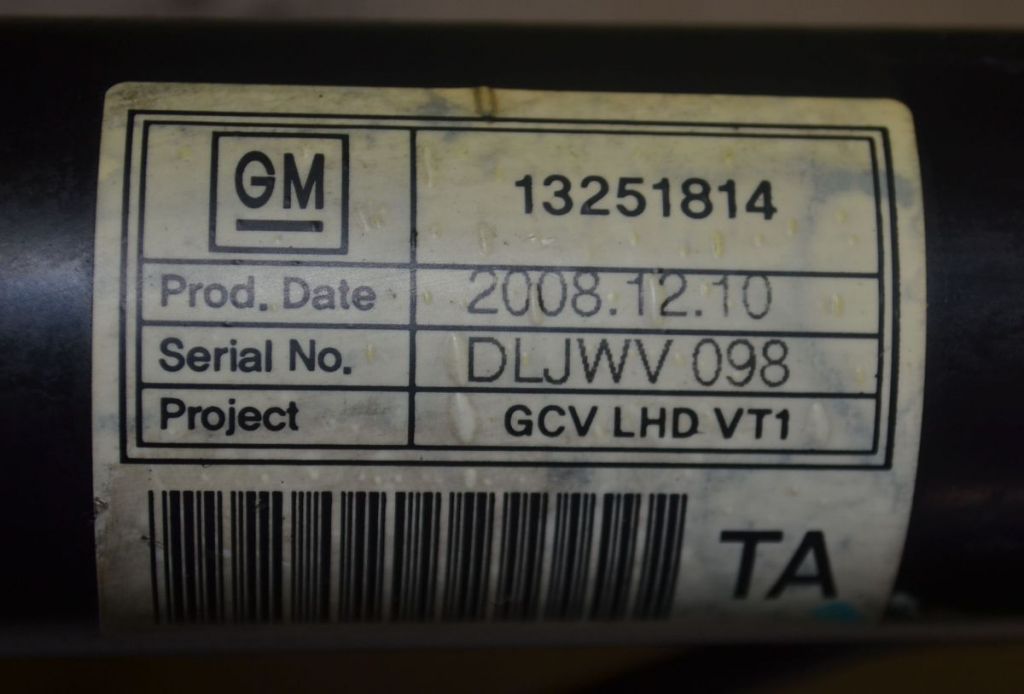 GM 13251814
Prod. Date 2008.12.10
Serial No. DLJWV 098
Project GCV LHD VT1
TA